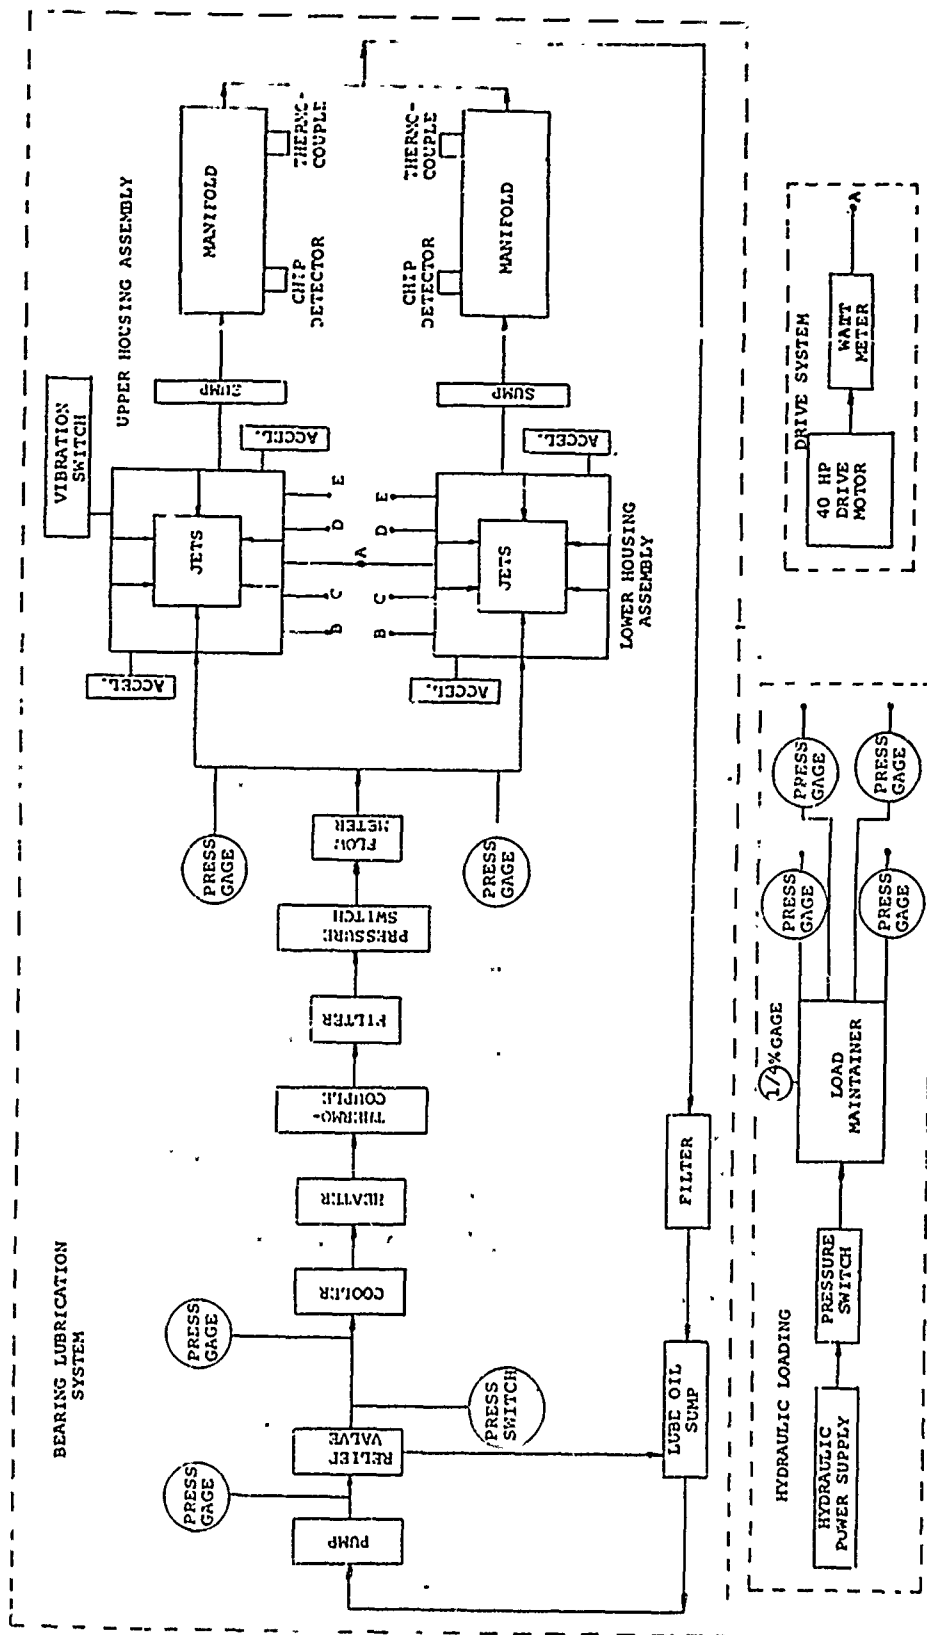 BEARING LUBRICATION
SYSTEM
PRESS
GAGE
PRESS
GAGE
PUMP
RELIEF
VALVE
PRESS
SWITCH
COOLER
HEATER
THERMO-
COUPLE
FILTER
PRESSURE
SWITCH
FLOW
METER
PRESS
GAGE
PRESS
GAGE
LUBE OIL
SUMP
FILTER
UPPER HOUSING ASSEMBLY
VIBRATION
SWITCH
ACCEL.
JETS
ACCEL.
SUMP
MANIFOLD
CHIP
DETECTOR
THERMO-
COUPLE
B
C
D
E
A
B
C
D
E
ACCEL.
JETS
ACCEL.
SUMP
MANIFOLD
CHIP
DETECTOR
THERMO-
COUPLE
LOWER HOUSING
ASSEMBLY
HYDRAULIC LOADING
HYDRAULIC
POWER SUPPLY
PRESSURE
SWITCH
LOAD
MAINTAINER
1/4% GAGE
PRESS
GAGE
PRESS
GAGE
PRESS
GAGE
PRESS
GAGE
DRIVE SYSTEM
40 HP
DRIVE
MOTOR
WATT
METER
A